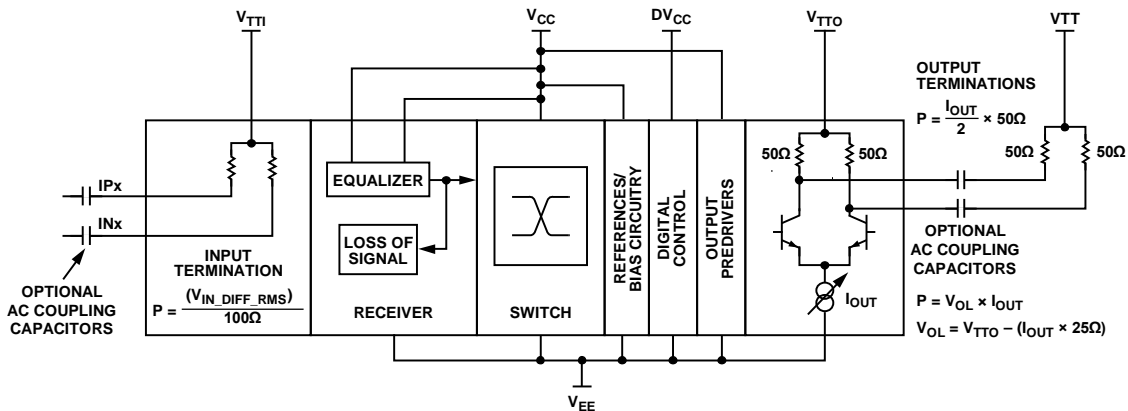 V_TTI
V_CC
DV_CC
V_TTO
VTT
OUTPUT
TERMINATIONS
P = I_OUT/2 × 50Ω
50Ω
50Ω
50Ω
50Ω
IPx
INx
OPTIONAL
AC COUPLING
CAPACITORS
INPUT
TERMINATION
P = (V_IN_DIFF_RMS)/100Ω
EQUALIZER
LOSS OF
SIGNAL
RECEIVER
SWITCH
REFERENCES/
BIAS CIRCUITRY
DIGITAL
CONTROL
OUTPUT
PREDRIVERS
I_OUT
OPTIONAL
AC COUPLING
CAPACITORS
P = V_OL × I_OUT
V_OL = V_TTO – (I_OUT × 25Ω)
V_EE